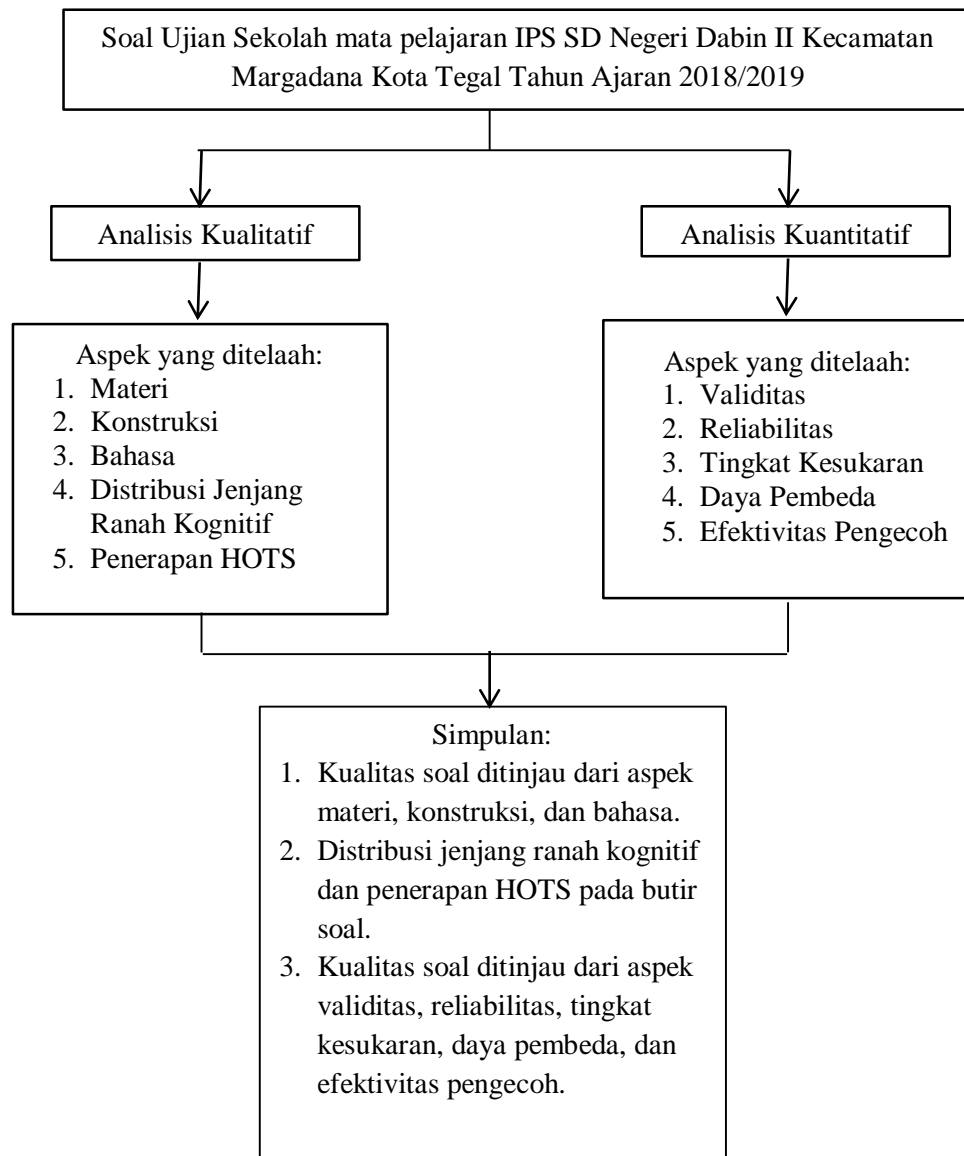 Soal Ujian Sekolah mata pelajaran IPS SD Negeri Dabin II Kecamatan
Margadana Kota Tegal Tahun Ajaran 2018/2019
Analisis Kualitatif
Analisis Kuantitatif
Aspek yang ditelaah:
1. Materi
2. Konstruksi
3. Bahasa
4. Distribusi Jenjang
Ranah Kognitif
5. Penerapan HOTS
Aspek yang ditelaah:
1. Validitas
2. Reliabilitas
3. Tingkat Kesukaran
4. Daya Pembeda
5. Efektivitas Pengecoh
Simpulan:
1. Kualitas soal ditinjau dari aspek
materi, konstruksi, dan bahasa.
2. Distribusi jenjang ranah kognitif
dan penerapan HOTS pada butir
soal.
3. Kualitas soal ditinjau dari aspek
validitas, reliabilitas, tingkat
kesukaran, daya pembeda, dan
efektivitas pengecoh.